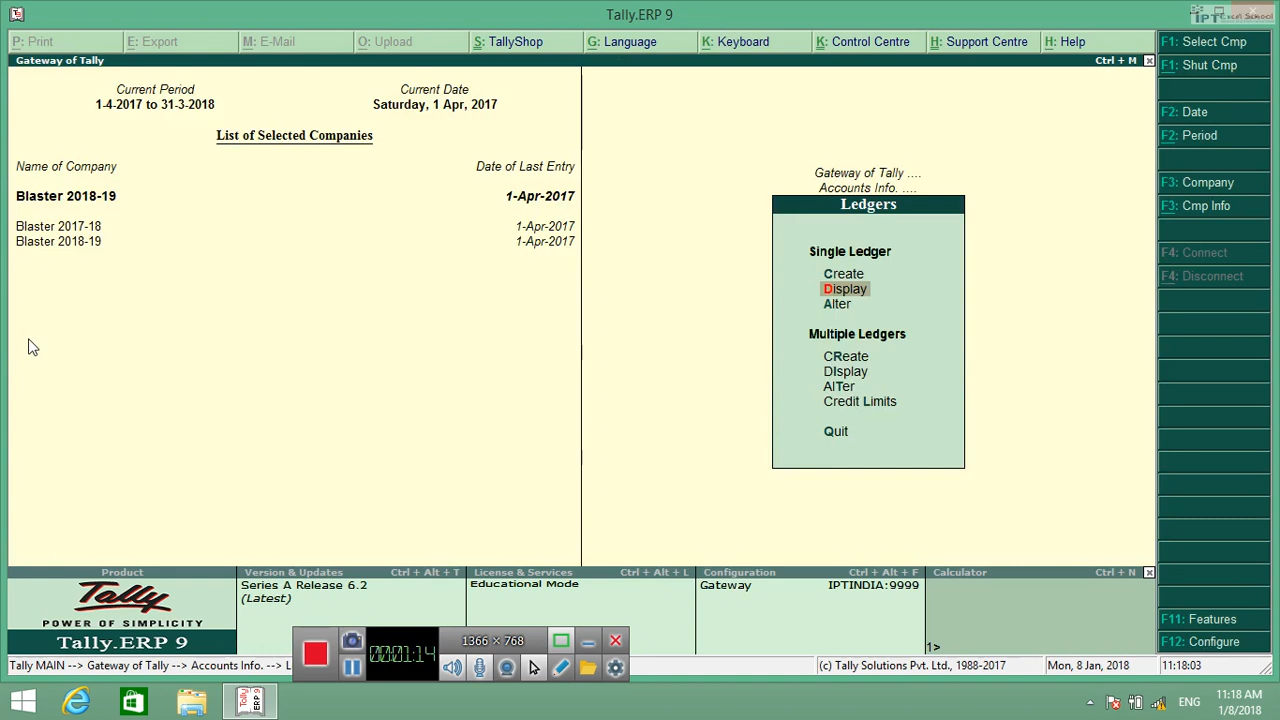 Tally.ERP 9
P: Print
E: Export
M: E-Mail
O: Upload
S: TallyShop
G: Language
K: Keyboard
K: Control Centre
H: Support Centre
H: Help
Gateway of Tally
Ctrl + M
Current Period
1-4-2017 to 31-3-2018
Current Date
Saturday, 1 Apr, 2017
List of Selected Companies
Name of Company
Date of Last Entry
Blaster 2018-19
1-Apr-2017
Blaster 2017-18
1-Apr-2017
Blaster 2018-19
1-Apr-2017
Gateway of Tally ....
Accounts Info. ....
Ledgers
Single Ledger
Create
Display
Alter
Multiple Ledgers
CReate
DIsplay
AlTer
Credit Limits
Quit
F1: Select Cmp
F1: Shut Cmp
F2: Date
F2: Period
F3: Company
F3: Cmp Info
F4: Connect
F4: Disconnect
F11: Features
F12: Configure
Product
Tally
POWER OF SIMPLICITY
Tally.ERP 9
Version & Updates
Ctrl + Alt + T
Series A Release 6.2
(Latest)
License & Services
Ctrl + Alt + L
Educational Mode
Configuration
Ctrl + Alt + F
Gateway
IPTINDIA:9999
Calculator
Ctrl + N
1>
00:01:14
1366 × 768
Tally MAIN --> Gateway of Tally --> Accounts Info. --> L
(c) Tally Solutions Pvt. Ltd., 1988-2017
Mon, 8 Jan, 2018
11:18:03
Tally
ERP 9
ENG
11:18 AM
1/8/2018